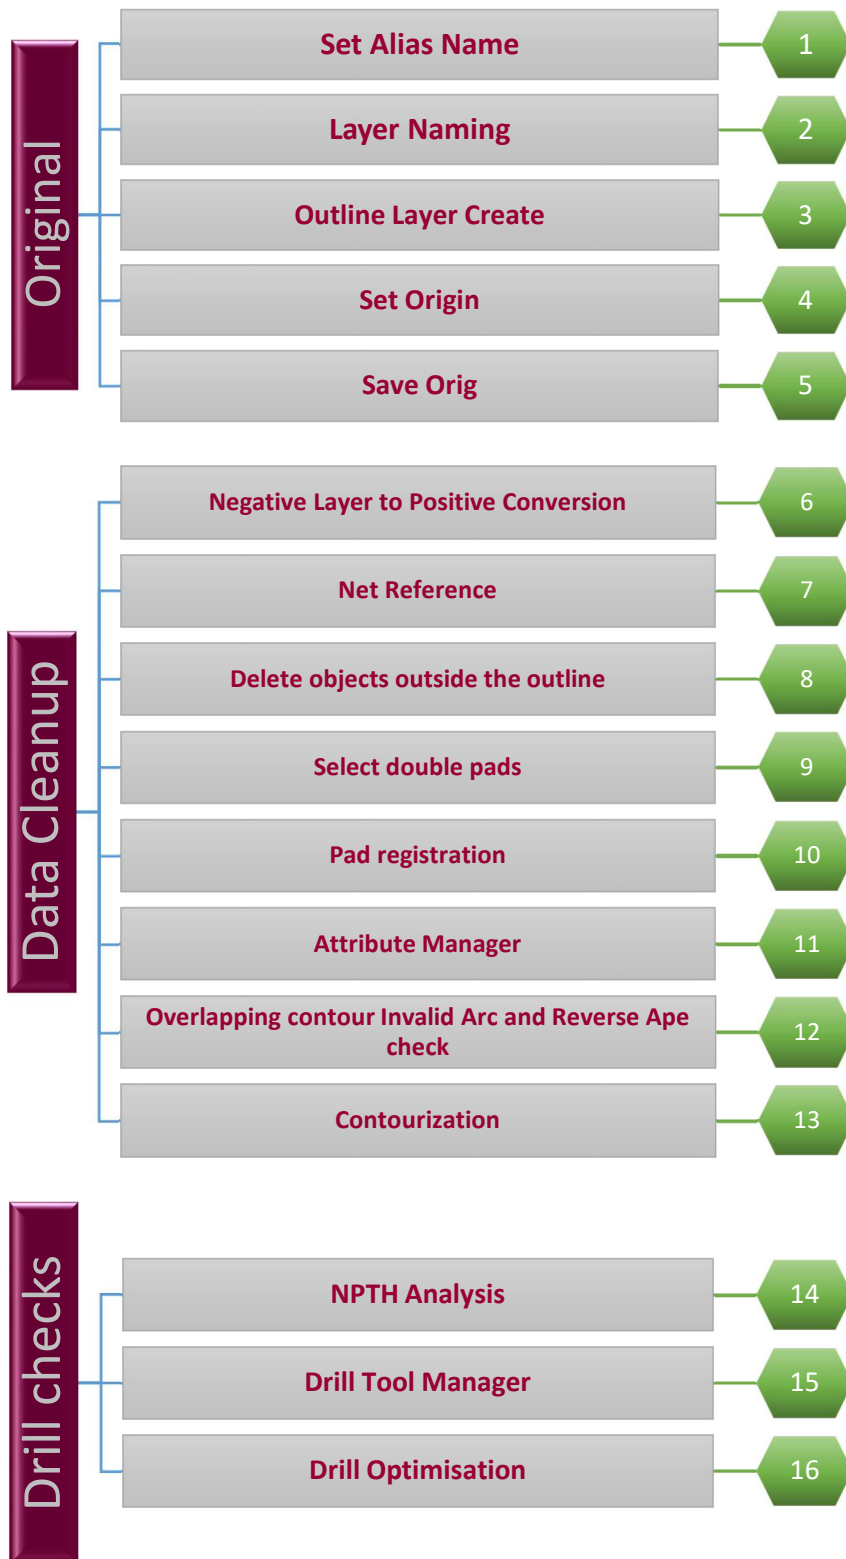 Original
Set Alias Name
1
Layer Naming
2
Outline Layer Create
3
Set Origin
4
Save Orig
5
Data Cleanup
Negative Layer to Positive Conversion
6
Net Reference
7
Delete objects outside the outline
8
Select double pads
9
Pad registration
10
Attribute Manager
11
Overlapping contour Invalid Arc and Reverse Ape
check
12
Contourization
13
Drill checks
NPTH Analysis
14
Drill Tool Manager
15
Drill Optimisation
16